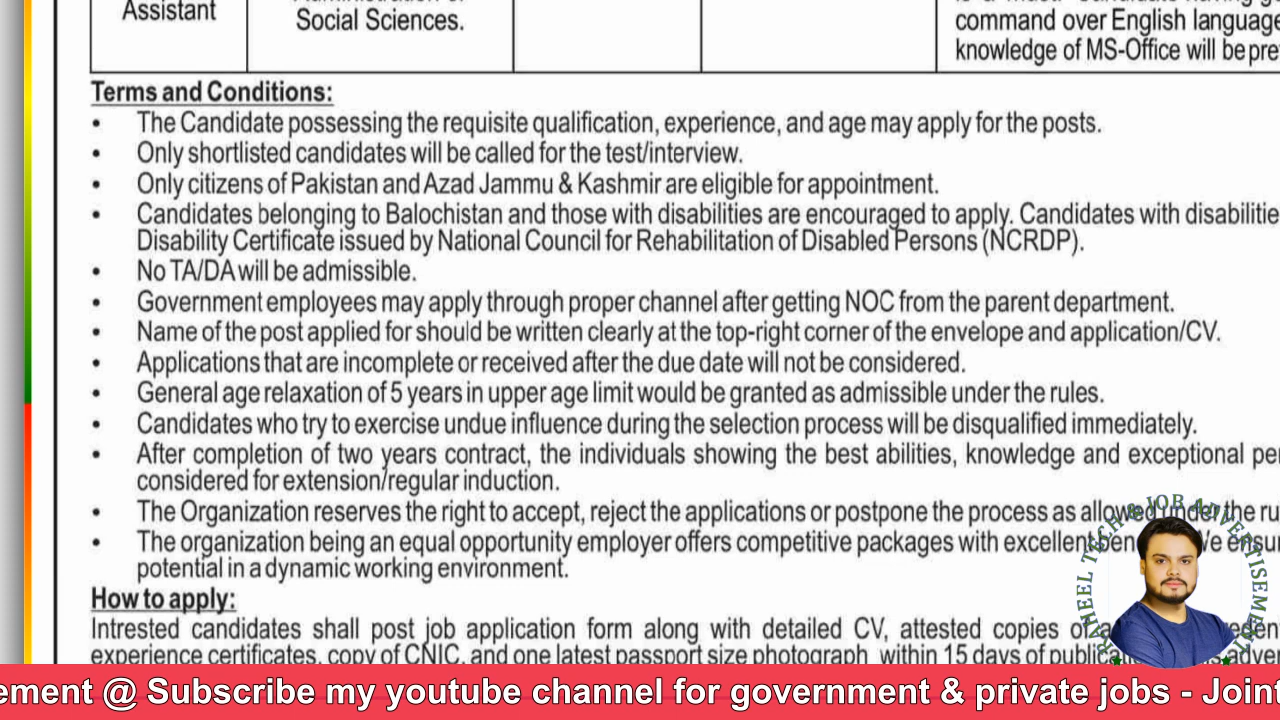 Assistant
Social Sciences.
command over English language
knowledge of MS-Office will be pre
Terms and Conditions:
• The Candidate possessing the requisite qualification, experience, and age may apply for the posts.
• Only shortlisted candidates will be called for the test/interview.
• Only citizens of Pakistan and Azad Jammu & Kashmir are eligible for appointment.
• Candidates belonging to Balochistan and those with disabilities are encouraged to apply. Candidates with disabilitie
Disability Certificate issued by National Council for Rehabilitation of Disabled Persons (NCRDP).
• No TA/DA will be admissible.
• Government employees may apply through proper channel after getting NOC from the parent department.
• Name of the post applied for should be written clearly at the top-right corner of the envelope and application/CV.
• Applications that are incomplete or received after the due date will not be considered.
• General age relaxation of 5 years in upper age limit would be granted as admissible under the rules.
• Candidates who try to exercise undue influence during the selection process will be disqualified immediately.
• After completion of two years contract, the individuals showing the best abilities, knowledge and exceptional pe
considered for extension/regular induction.
• The Organization reserves the right to accept, reject the applications or postpone the process as allowed under the ru
• The organization being an equal opportunity employer offers competitive packages with excellent ben We ensu
potential in a dynamic working environment.
How to apply:
Intrested candidates shall post job application form along with detailed CV, attested copies
experience certificates, copy of CNIC, and one latest passport size photograph within 15 days of public
RAHEEL TECH & JOB ADVERTISEMENT
ement @ Subscribe my youtube channel for government & private jobs - Joint